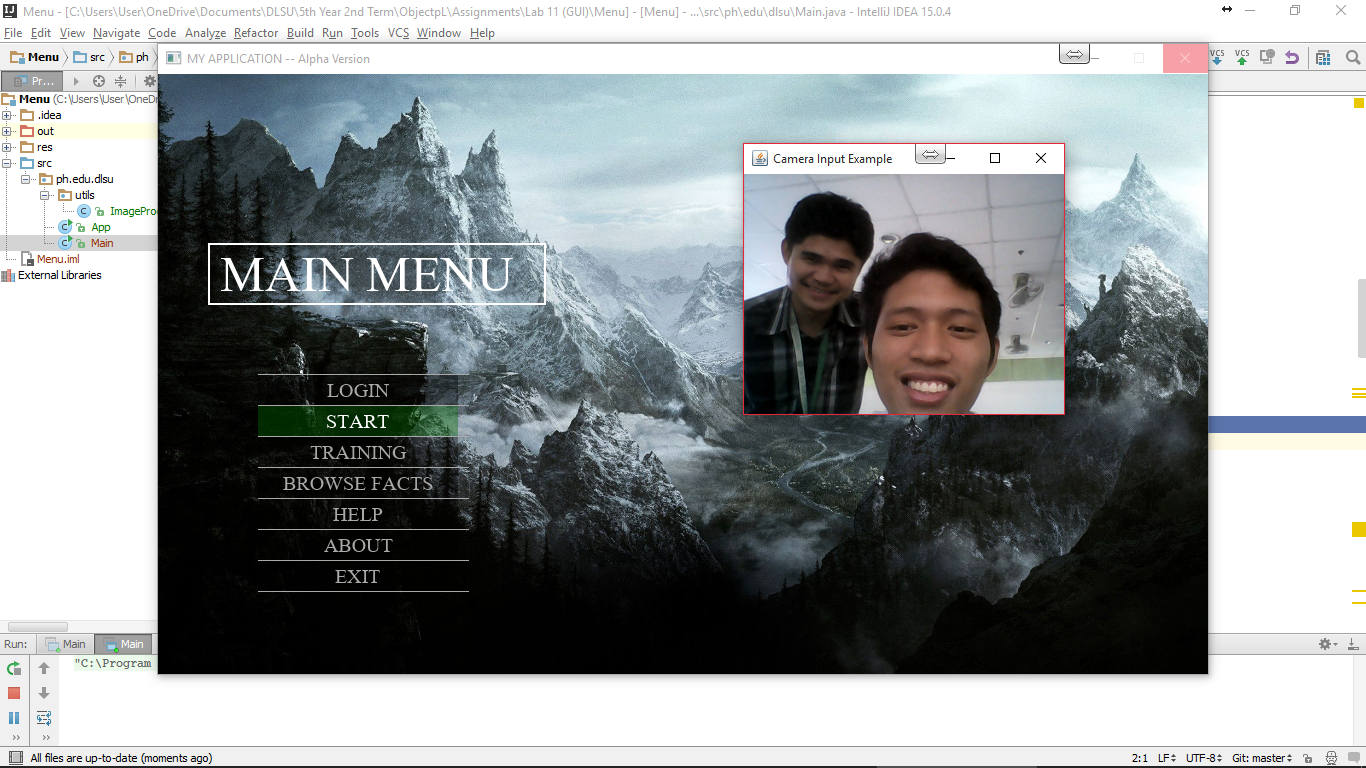 Menu - [C:\Users\User\OneDrive\Documents\DLSU\5th Year 2nd Term\ObjectpL\Assignments\Lab 11 (GUI)\Menu] - [Menu] - ...\src\ph\edu\dlsu\Main.java - IntelliJ IDEA 15.0.4
File Edit View Navigate Code Analyze Refactor Build Run Tools VCS Window Help
Menu src ph
VCS VCS
MY APPLICATION -- Alpha Version
Pr...
Menu (C:\Users\User\OneDri
.idea
out
res
src
ph.edu.dlsu
utils
ImagePro
App
Main
Menu.iml
External Libraries
Camera Input Example
MAIN MENU
LOGIN
START
TRAINING
BROWSE FACTS
HELP
ABOUT
EXIT
Run: Main Main
"C:\Program
All files are up-to-date (moments ago) 2:1 LF UTF-8 Git: master